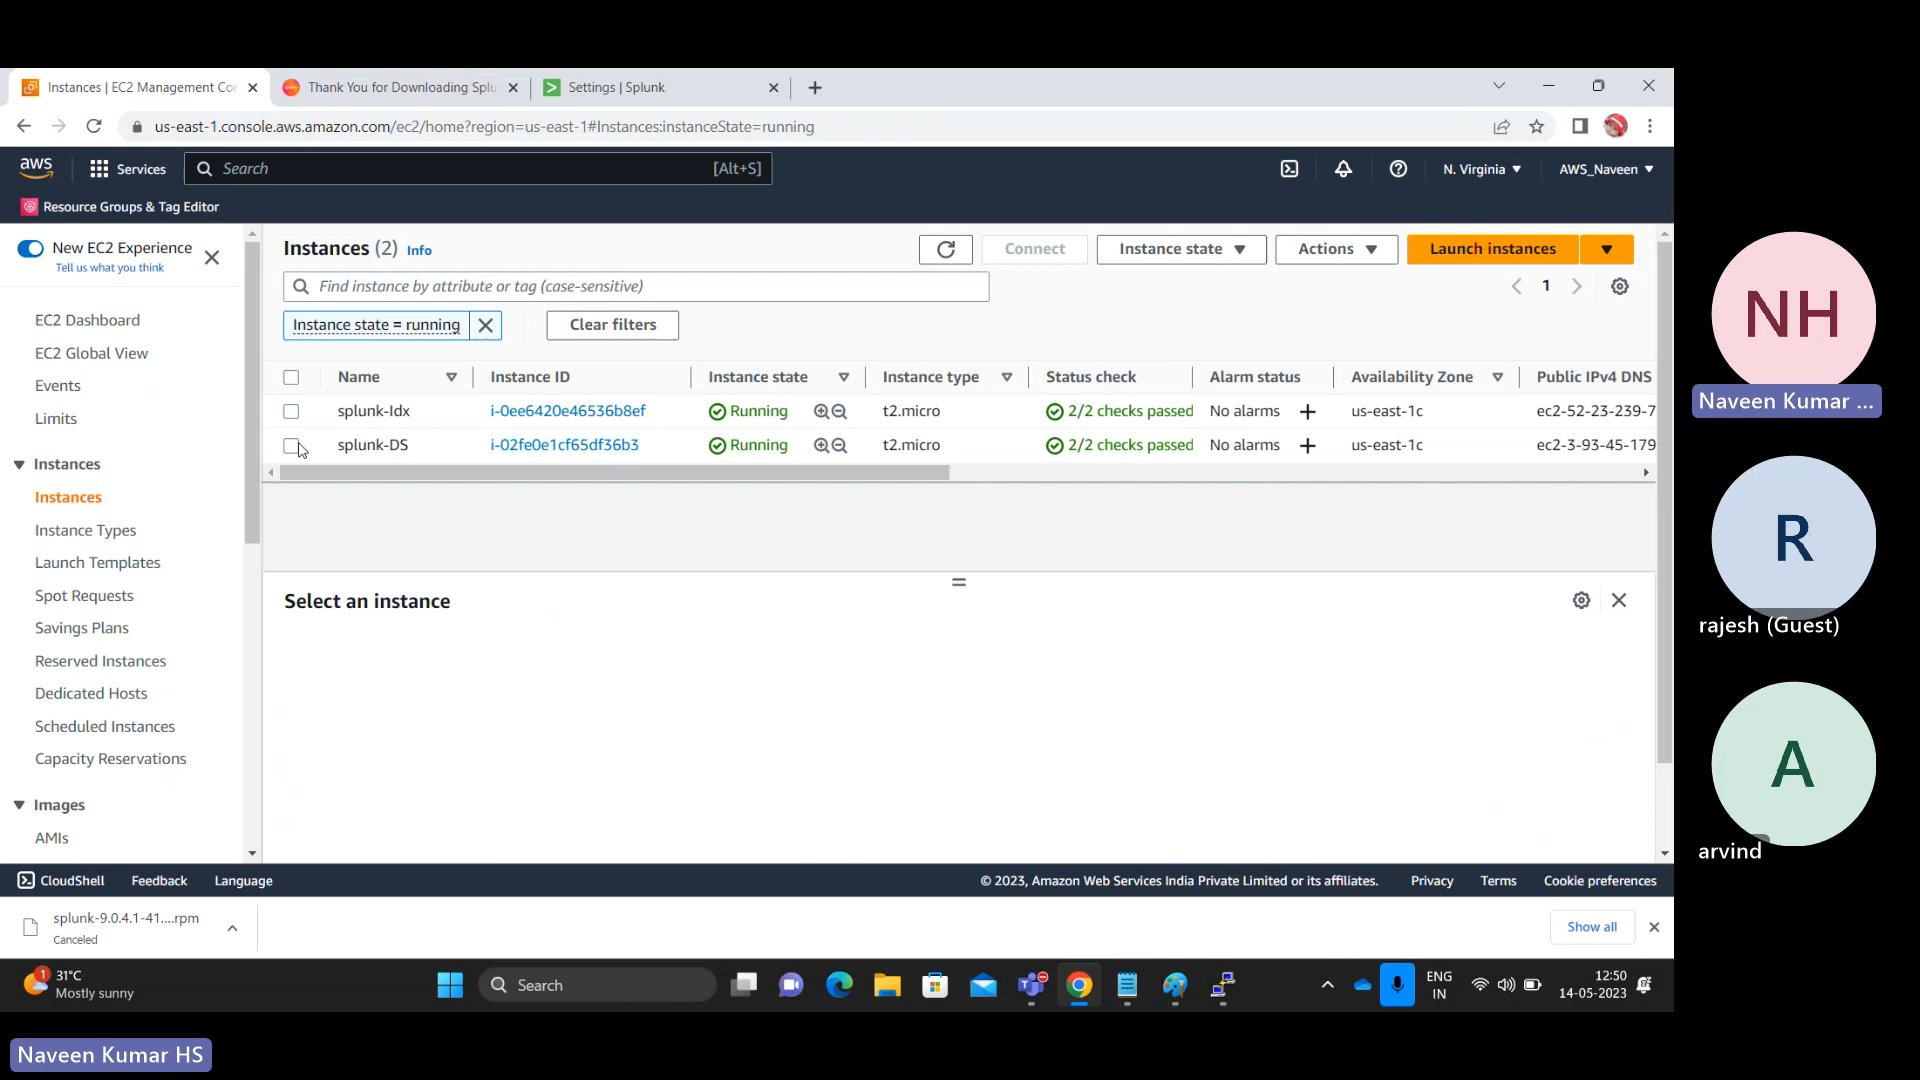 Instances | EC2 Management Co
Thank You for Downloading Splu
Settings | Splunk
us-east-1.console.aws.amazon.com/ec2/home?region=us-east-1#Instances:instanceState=running
aws
Services
Search
[Alt+S]
N. Virginia
AWS_Naveen
Resource Groups & Tag Editor
New EC2 Experience
Tell us what you think
EC2 Dashboard
EC2 Global View
Events
Limits
Instances
Instances
Instance Types
Launch Templates
Spot Requests
Savings Plans
Reserved Instances
Dedicated Hosts
Scheduled Instances
Capacity Reservations
Images
AMIs
Instances (2) Info
Connect
Instance state
Actions
Launch instances
Find instance by attribute or tag (case-sensitive)
1
Instance state = running
Clear filters
Name Instance ID Instance state Instance type Status check Alarm status Availability Zone Public IPv4 DNS
splunk-Idx i-0ee6420e46536b8ef Running t2.micro 2/2 checks passed No alarms us-east-1c ec2-52-23-239-7
splunk-DS i-02fe0e1cf65df36b3 Running t2.micro 2/2 checks passed No alarms us-east-1c ec2-3-93-45-179
Select an instance
CloudShell Feedback Language © 2023, Amazon Web Services India Private Limited or its affiliates. Privacy Terms Cookie preferences
splunk-9.0.4.1-41....rpm
Canceled
Show all
1
31°C
Mostly sunny
Search
ENG
IN
12:50
14-05-2023
NH
Naveen Kumar ...
R
rajesh (Guest)
A
arvind
Naveen Kumar HS